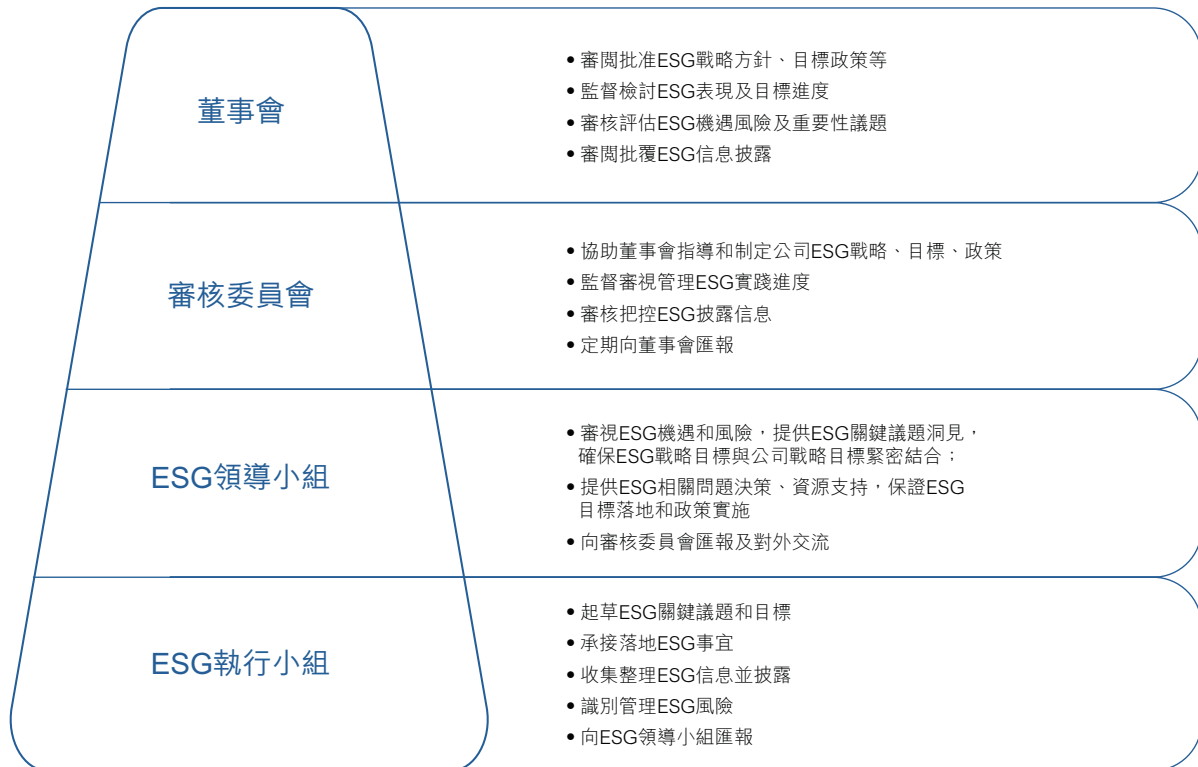 董事會
• 審閱批准ESG戰略方針、目標政策等
• 監督檢討ESG表現及目標進度
• 審核評估ESG機遇風險及重要性議題
• 審閱批覆ESG信息披露
審核委員會
• 協助董事會指導和制定公司ESG戰略、目標、政策
• 監督審視管理ESG實踐進度
• 審核把控ESG披露信息
• 定期向董事會匯報
ESG領導小組
• 審視ESG機遇和風險，提供ESG關鍵議題洞見，
確保ESG戰略目標與公司戰略目標緊密結合；
• 提供ESG相關問題決策、資源支持，保證ESG
目標落地和政策實施
• 向審核委員會匯報及對外交流
ESG執行小組
• 起草ESG關鍵議題和目標
• 承接落地ESG事宜
• 收集整理ESG信息並披露
• 識別管理ESG風險
• 向ESG領導小組匯報